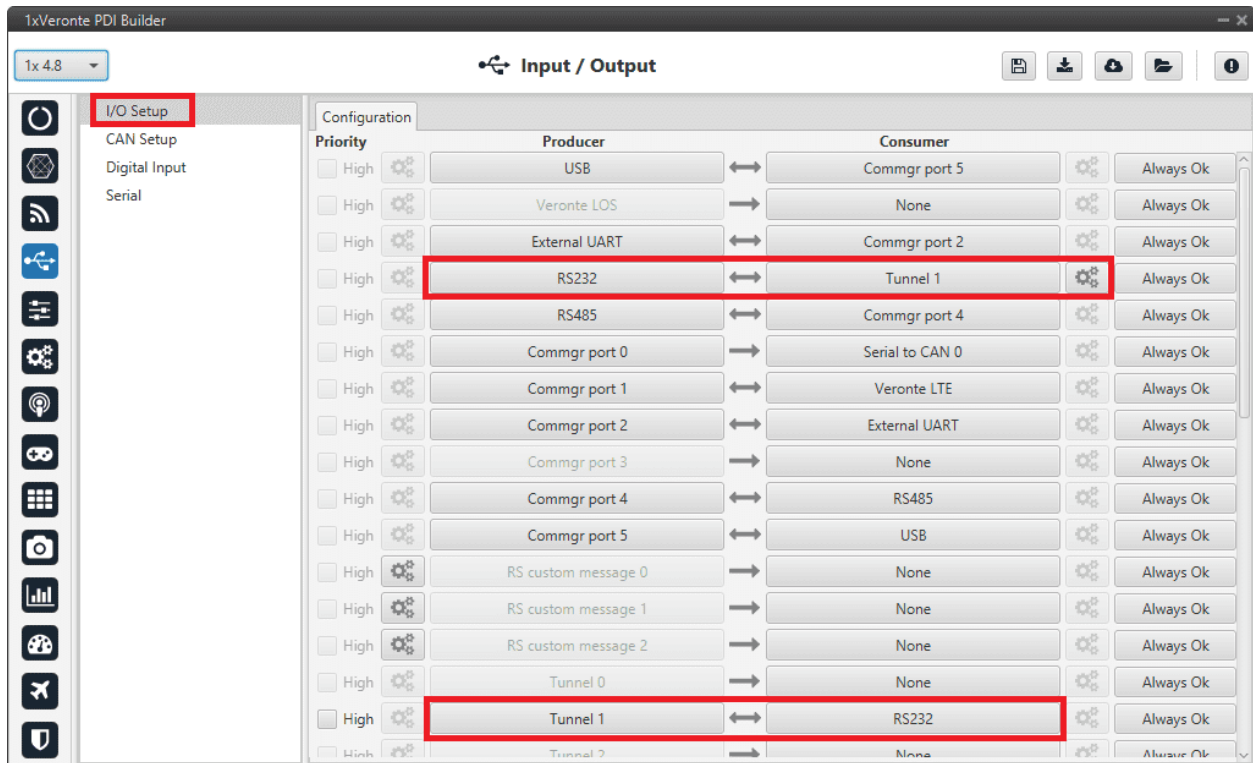 1xVeronte PDI Builder
1x 4.8
Input / Output
I/O Setup
CAN Setup
Digital Input
Serial
Configuration
Priority Producer Consumer
High USB Commgr port 5 Always Ok
High Veronte LOS None Always Ok
High External UART Commgr port 2 Always Ok
High RS232 Tunnel 1 Always Ok
High RS485 Commgr port 4 Always Ok
High Commgr port 0 Serial to CAN 0 Always Ok
High Commgr port 1 Veronte LTE Always Ok
High Commgr port 2 External UART Always Ok
High Commgr port 3 None Always Ok
High Commgr port 4 RS485 Always Ok
High Commgr port 5 USB Always Ok
High RS custom message 0 None Always Ok
High RS custom message 1 None Always Ok
High RS custom message 2 None Always Ok
High Tunnel 0 None Always Ok
High Tunnel 1 RS232 Always Ok
High Tunnel 2 None Always Ok